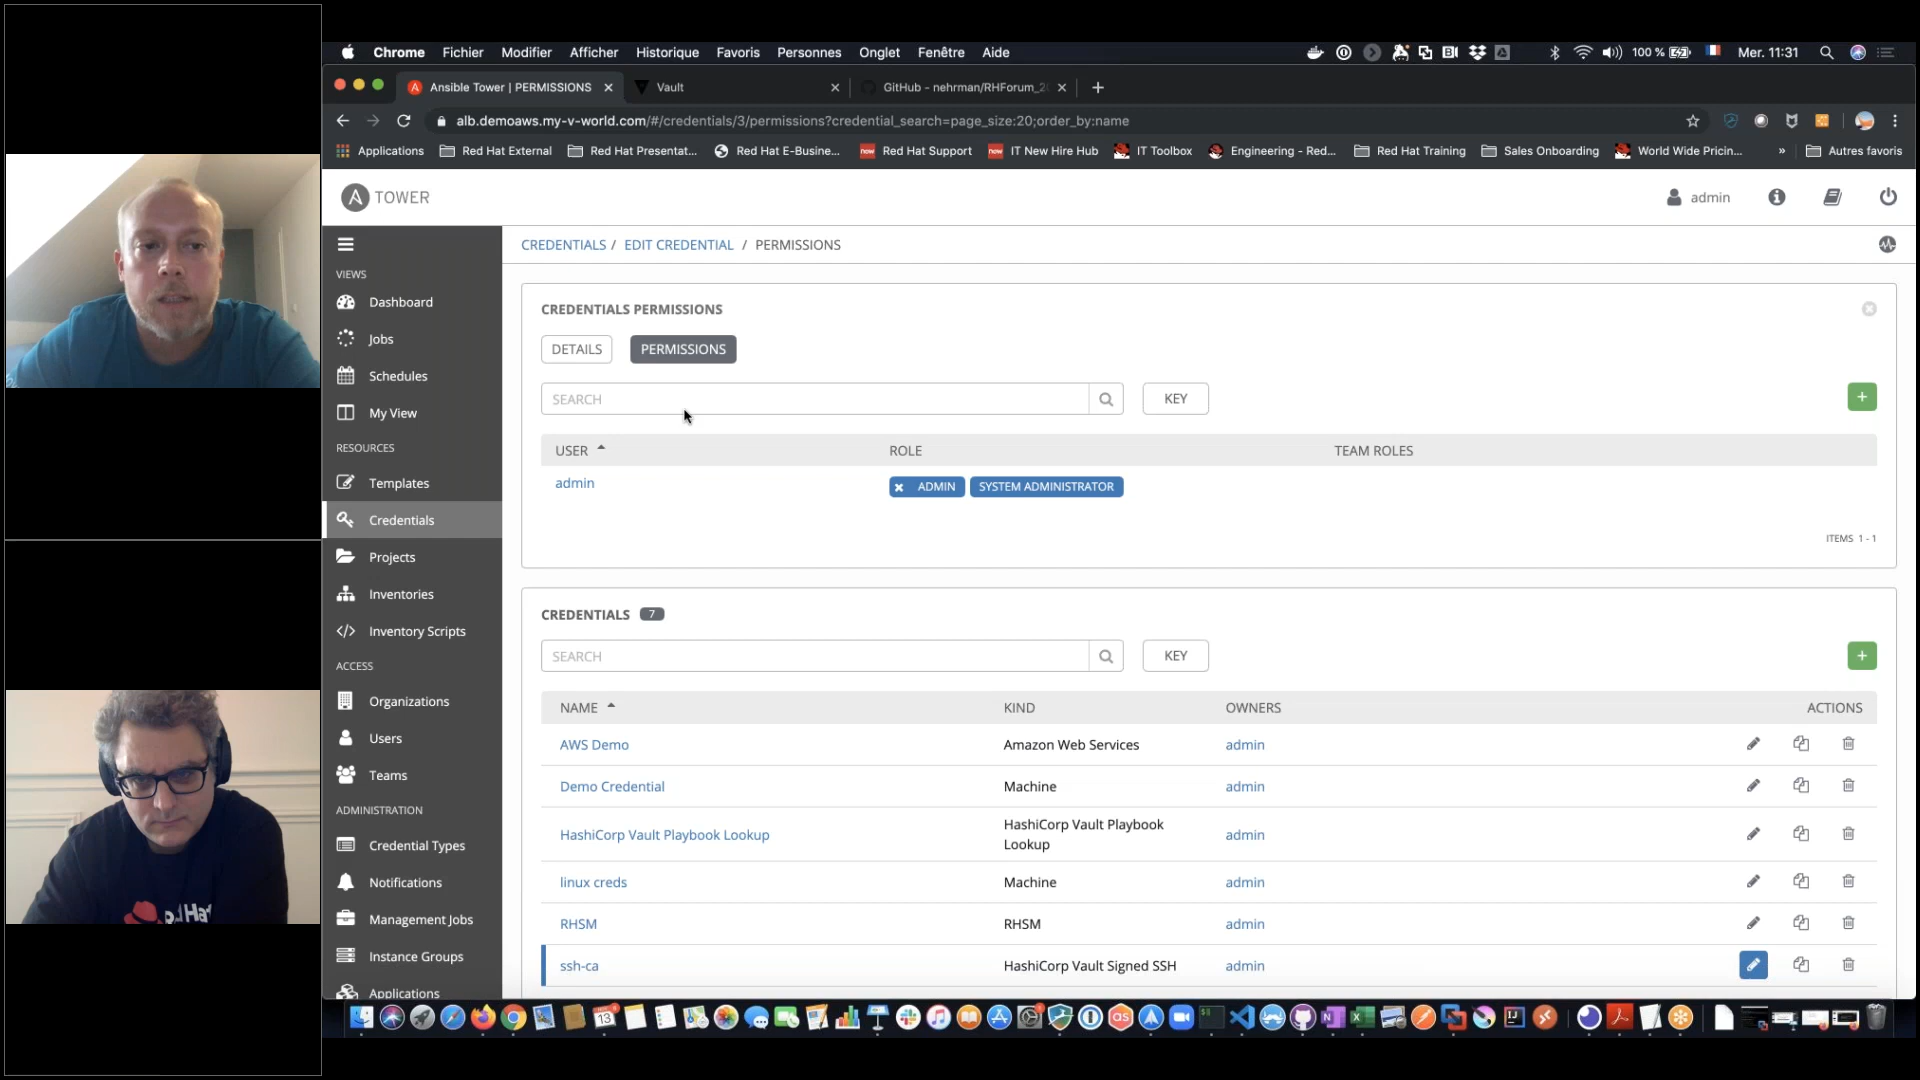 Chrome Fichier Modifier Afficher Historique Favoris Personnes Onglet Fenêtre Aide 100 % Mer. 11:31
Ansible Tower | PERMISSIONS Vault GitHub - nehrman/RHForum_2
alb.demoaws.my-v-world.com/#/credentials/3/permissions?credential_search=page_size:20;order_by:name
Applications Red Hat External Red Hat Presentat... Red Hat E-Busine... Red Hat Support IT New Hire Hub IT Toolbox Engineering - Red... Red Hat Training Sales Onboarding World Wide Pricin... » Autres favoris
TOWER
admin
VIEWS
Dashboard
Jobs
Schedules
My View
RESOURCES
Templates
Credentials
Projects
Inventories
Inventory Scripts
ACCESS
Organizations
Users
Teams
ADMINISTRATION
Credential Types
Notifications
Management Jobs
Instance Groups
Applications
CREDENTIALS / EDIT CREDENTIAL / PERMISSIONS
CREDENTIALS PERMISSIONS
DETAILS PERMISSIONS
SEARCH KEY
USER ROLE TEAM ROLES
admin ADMIN SYSTEM ADMINISTRATOR
ITEMS 1 - 1
CREDENTIALS 7
SEARCH KEY
NAME KIND OWNERS ACTIONS
AWS Demo Amazon Web Services admin
Demo Credential Machine admin
HashiCorp Vault Playbook Lookup HashiCorp Vault Playbook Lookup admin
linux creds Machine admin
RHSM RHSM admin
ssh-ca HashiCorp Vault Signed SSH admin